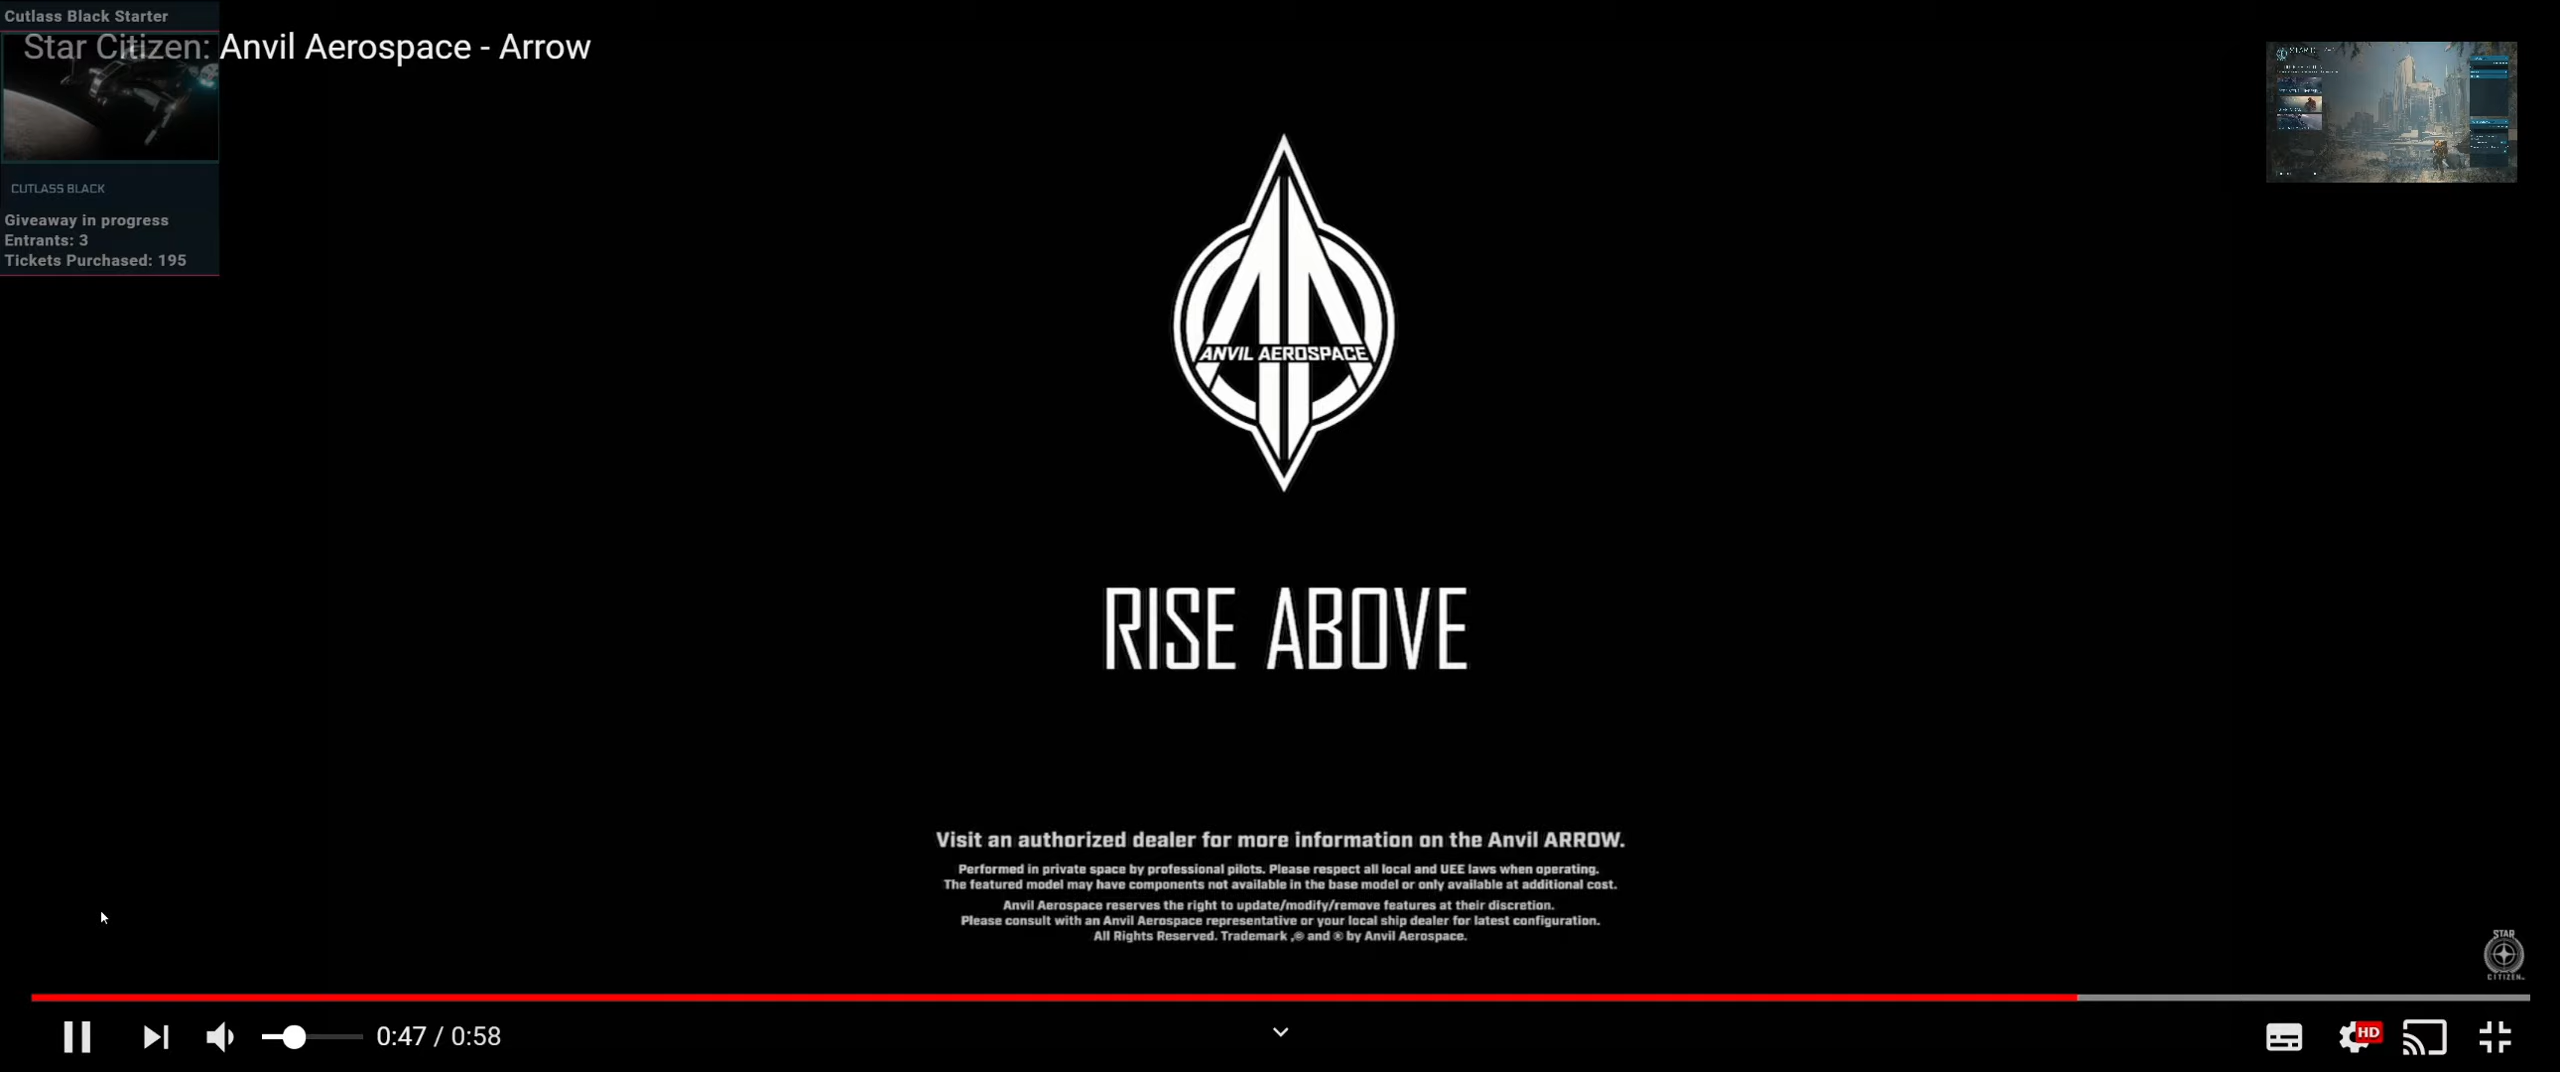 Cutlass Black Starter
Star Citizen: Anvil Aerospace - Arrow
CUTLASS BLACK
Giveaway in progress
Entrants: 3
Tickets Purchased: 195
ANVIL AEROSPACE
RISE ABOVE
Visit an authorized dealer for more information on the Anvil ARROW.
Performed in private space by professional pilots. Please respect all local and UEE laws when operating.
The featured model may have components not available in the base model or only available at additional cost.
Anvil Aerospace reserves the right to update/modify/remove features at their discretion.
Please consult with an Anvil Aerospace representative or your local ship dealer for latest configuration.
All Rights Reserved. Trademark ,© and ® by Anvil Aerospace.
STAR
CITIZEN
0:47 / 0:58
HD